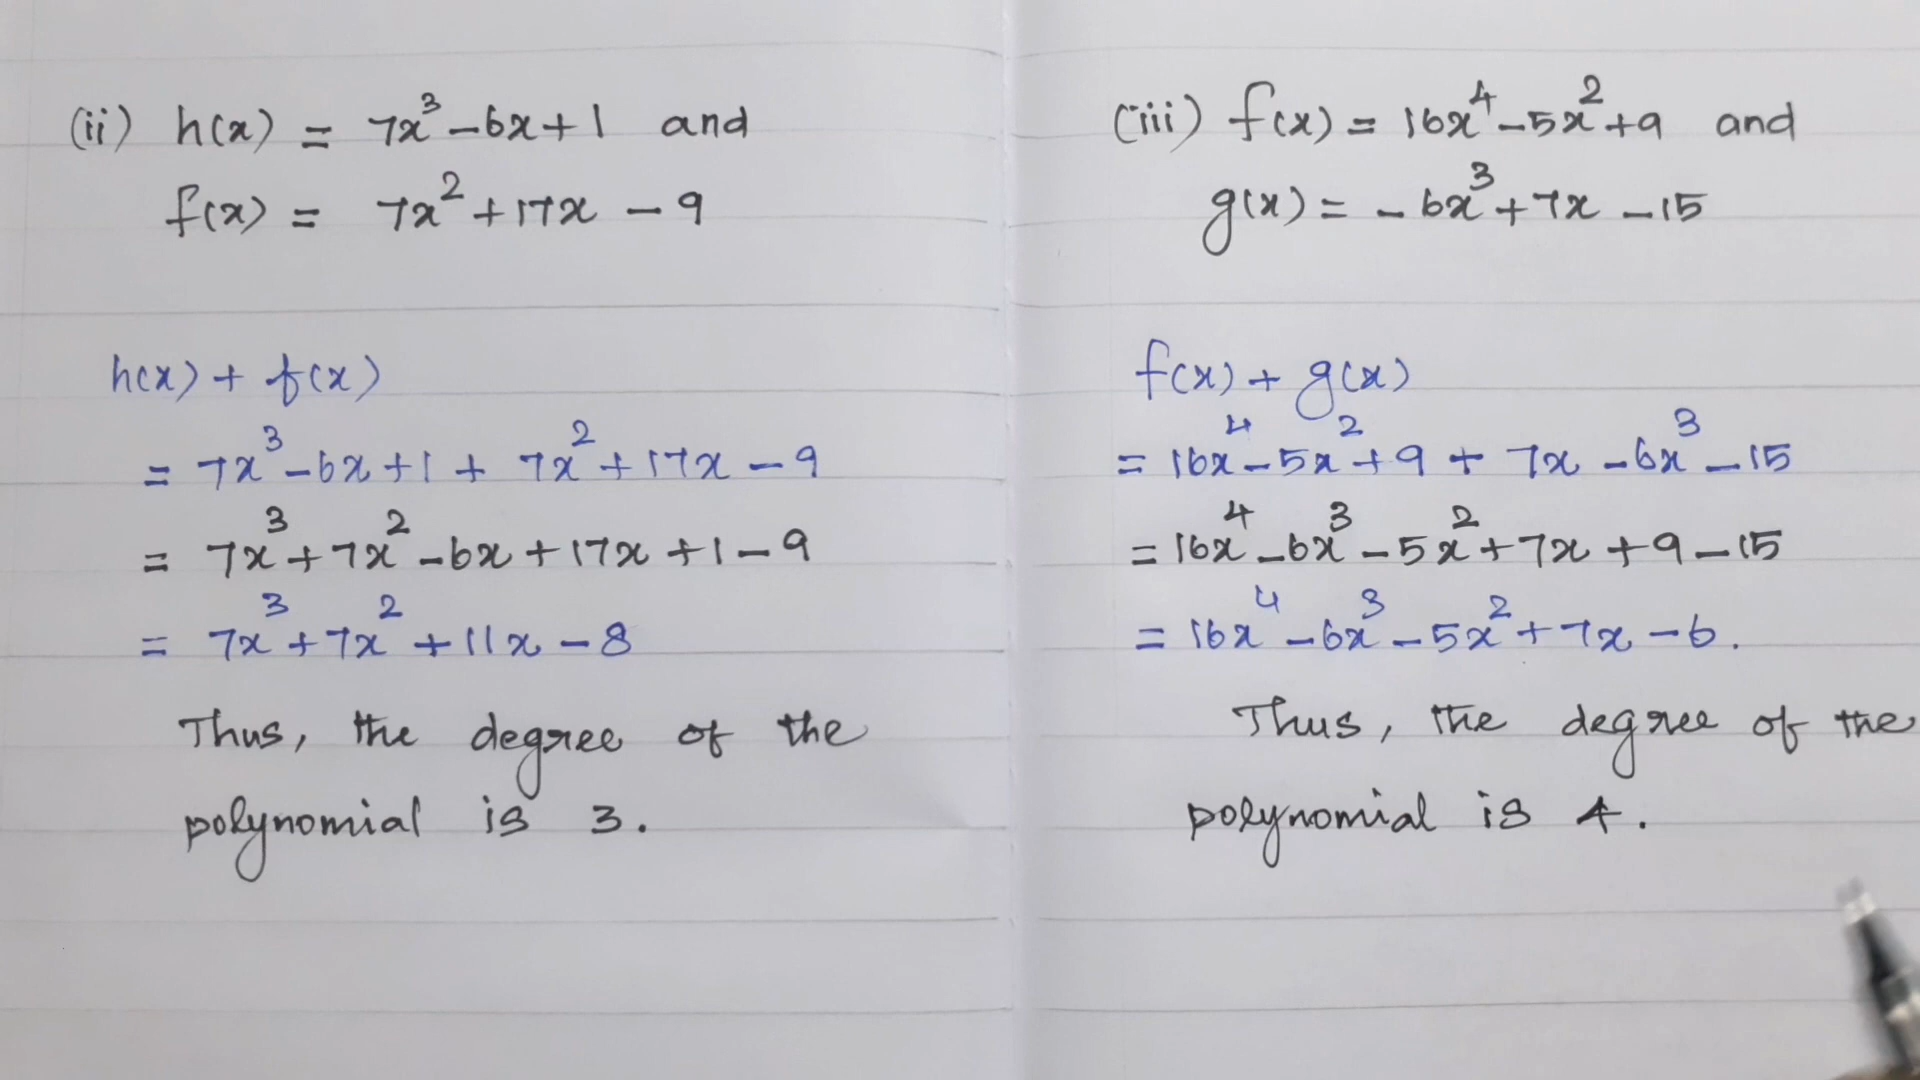 (ii) h(x) = 7x³ - 6x + 1 and
f(x) = 7x² + 17x - 9
h(x) + f(x)
= 7x³ - 6x + 1 + 7x² + 17x - 9
= 7x³ + 7x² - 6x + 17x + 1 - 9
= 7x³ + 7x² + 11x - 8
Thus, the degree of the
polynomial is 3.
(iii) f(x) = 16x⁴ - 5x² + 9 and
g(x) = - 6x³ + 7x - 15
f(x) + g(x)
= 16x⁴ - 5x² + 9 + 7x - 6x³ - 15
= 16x⁴ - 6x³ - 5x² + 7x + 9 - 15
= 16x⁴ - 6x³ - 5x² + 7x - 6.
Thus, the degree of the
polynomial is 4.